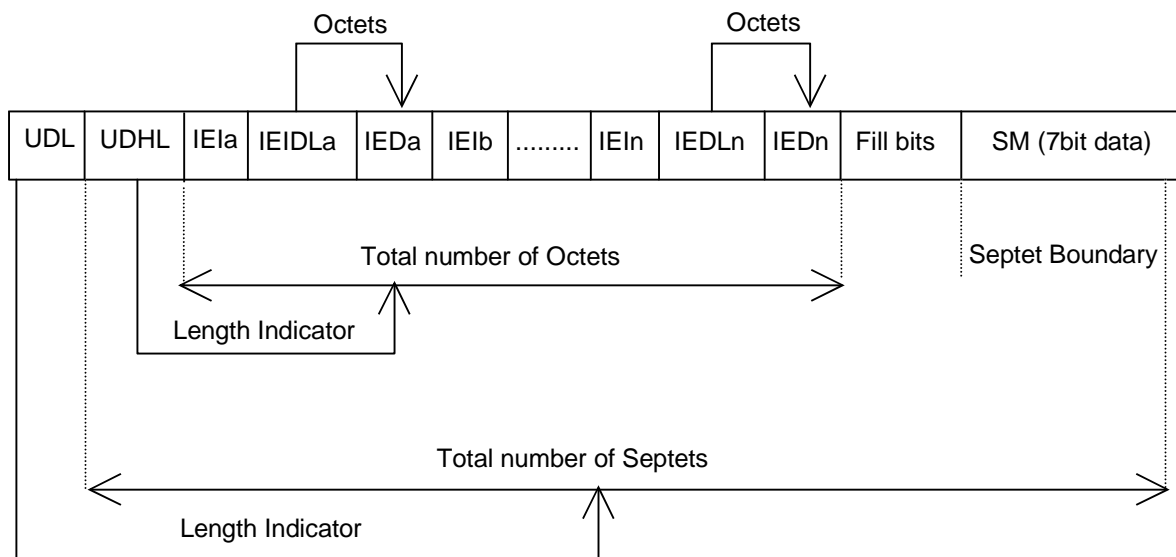 Octets Octets
UDL UDHL IEIa IEIDLa IEDa IEIb ......... IEIn IEDLn IEDn Fill bits SM (7bit data)
Total number of Octets
Septet Boundary
Length Indicator
Total number of Septets
Length Indicator